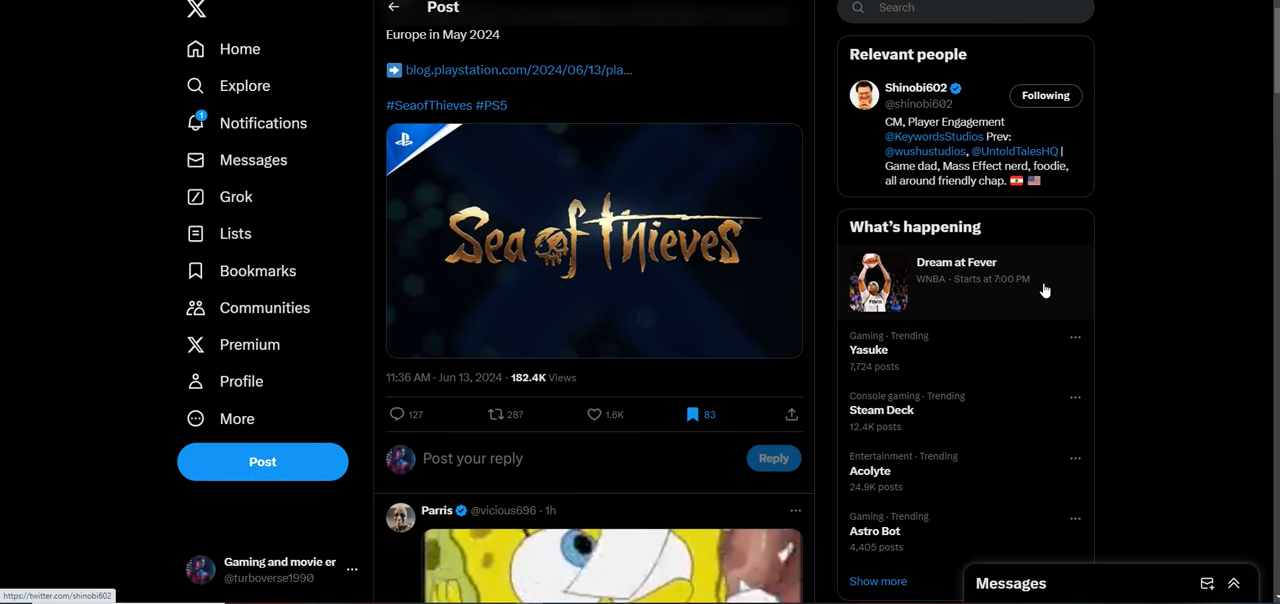 Home
Explore
1
Notifications
Messages
Grok
Lists
Bookmarks
Communities
Premium
Profile
More
Post
Gaming and movie er
@turboverse1990
https://twitter.com/shinobi602
Post
Europe in May 2024
blog.playstation.com/2024/06/13/pla...
#SeaofThieves #PS5
Sea of Thieves
11:36 AM · Jun 13, 2024 · 182.4K Views
127 287 1.6K 83
Post your reply
Reply
Parris @vicious696 · 1h
Search
Relevant people
Shinobi602
@shinobi602
Following
CM, Player Engagement
@KeywordsStudios Prev:
@wushustudios, @UntoldTalesHQ |
Game dad, Mass Effect nerd, foodie,
all around friendly chap.
What's happening
Dream at Fever
WNBA · Starts at 7:00 PM
Gaming · Trending
Yasuke
7,724 posts
Console gaming · Trending
Steam Deck
12.4K posts
Entertainment · Trending
Acolyte
24.9K posts
Gaming · Trending
Astro Bot
4,405 posts
Show more
Messages